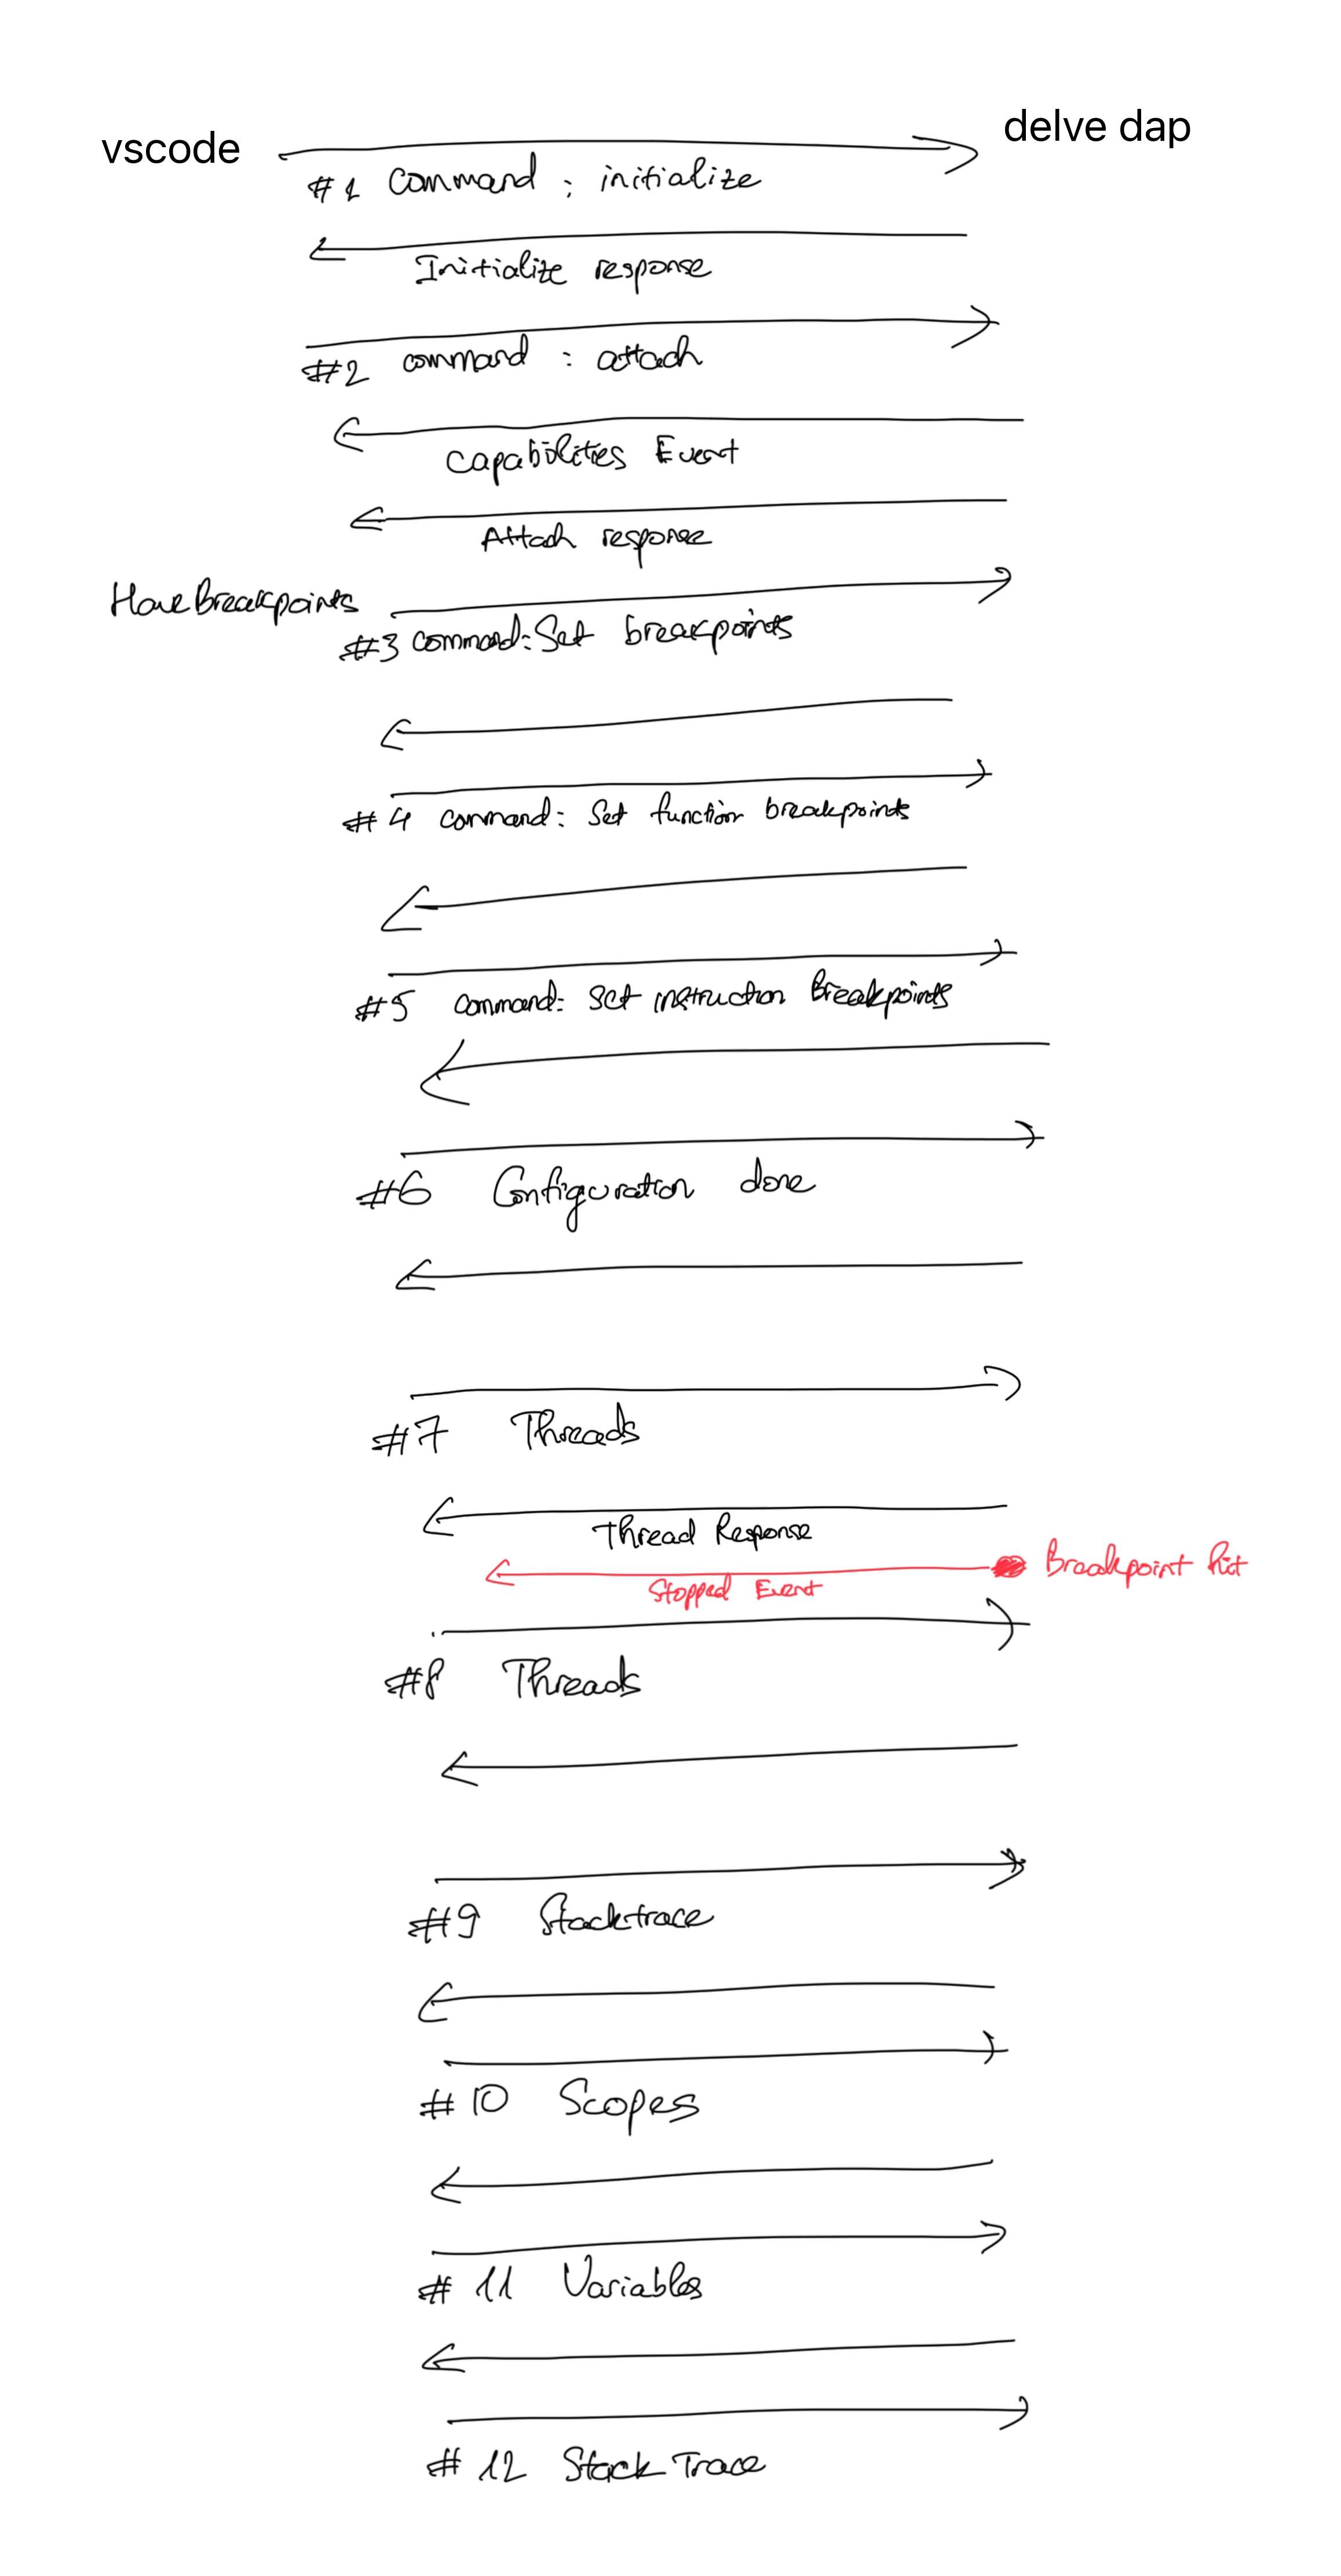 vscode
delve dap
#1 Command : initialize
Initialize response
#2 command : attach
Capabilities Event
Attach response
Have Breakpoints
#3 command: Set breakpoints
#4 command: Set function breakpoints
#5 command: Set instruction Breakpoints
#6 Configuration done
#7 Threads
Thread Response
Breakpoint hit
Stopped Event
#8 Threads
#9 Stacktrace
#10 Scopes
#11 Variables
#12 Stack Trace